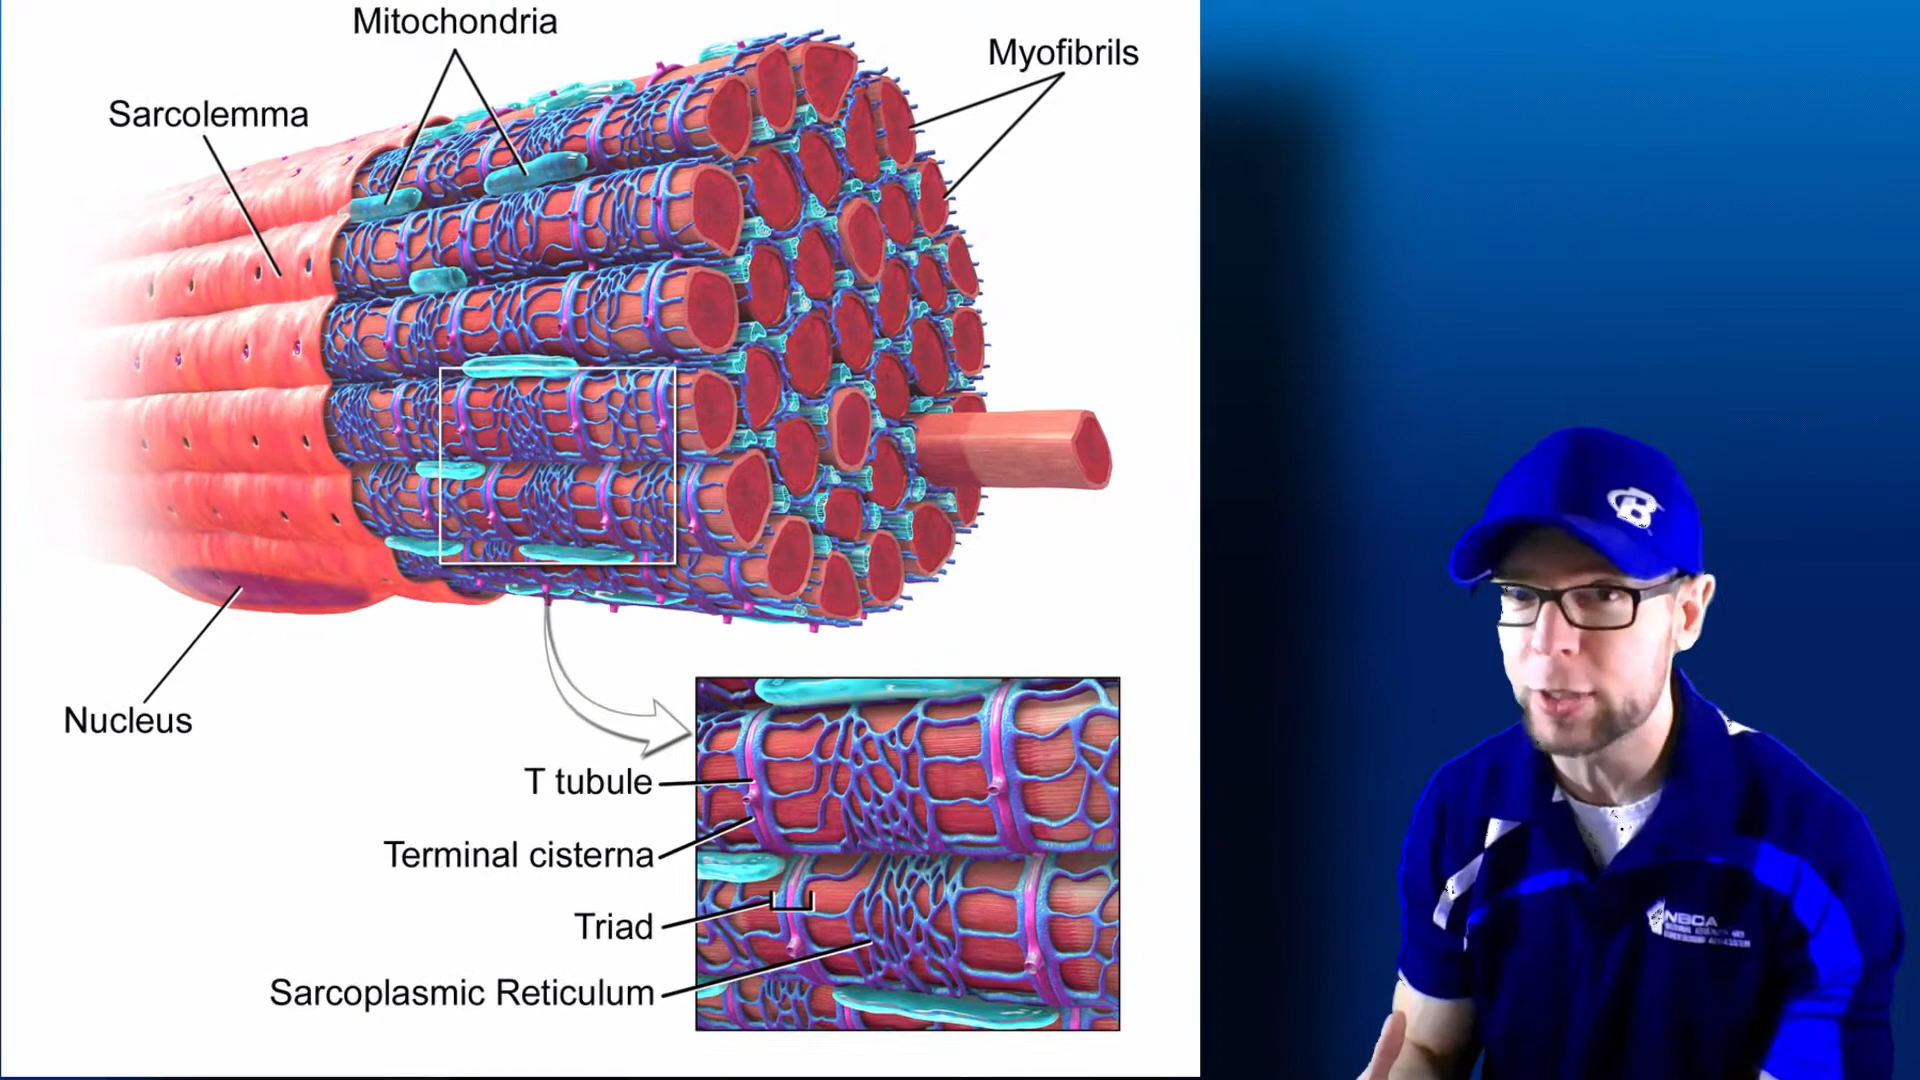 Mitochondria
Myofibrils
Sarcolemma
Nucleus
T tubule
Terminal cisterna
Triad
Sarcoplasmic Reticulum
B
NSCA